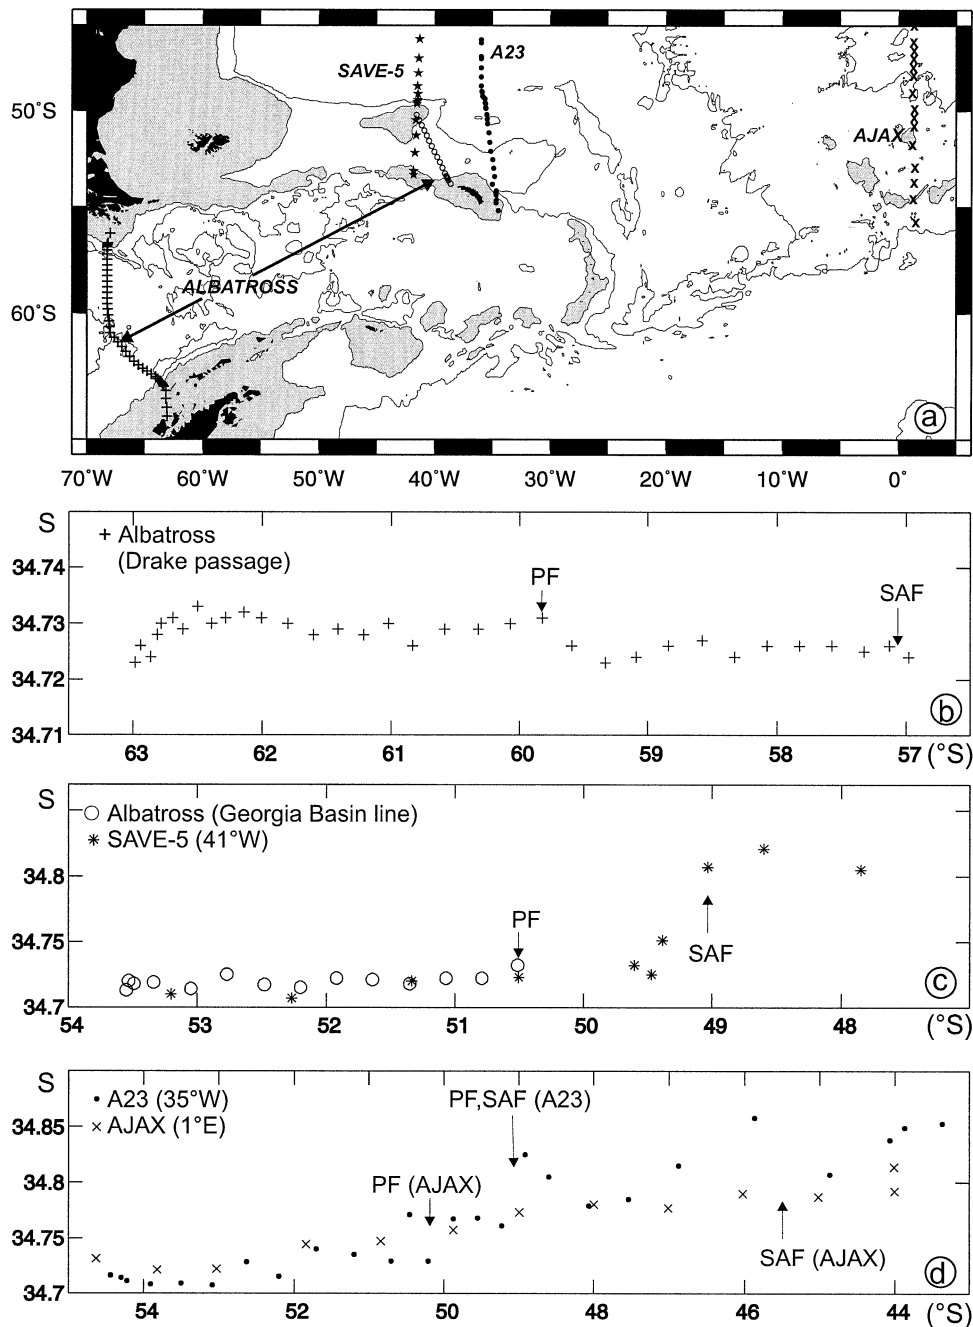 SAVE-5
A23
50°S
AJAX
ALBATROSS
60°S
a
70°W 60°W 50°W 40°W 30°W 20°W 10°W 0°
S
+ Albatross
(Drake passage)
34.74
PF
SAF
34.73
34.72
b
34.71
63 62 61 60 59 58 57 (°S)
S
○ Albatross (Georgia Basin line)
* SAVE-5 (41°W)
34.8
PF
34.75
SAF
c
34.7
54 53 52 51 50 49 48 (°S)
S
• A23 (35°W)
PF,SAF (A23)
× AJAX (1°E)
34.85
PF (AJAX)
34.8
34.75
SAF (AJAX)
d
34.7
54 52 50 48 46 44 (°S)